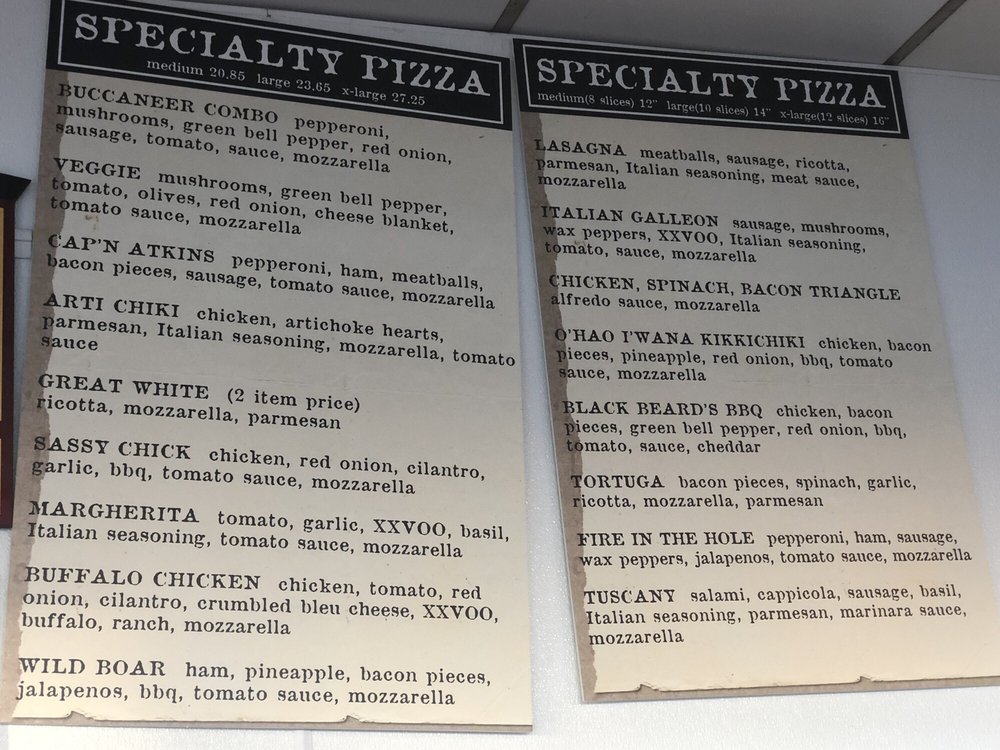 SPECIALTY PIZZA
medium 20.85 large 23.65 x-large 27.25
BUCCANEER COMBO pepperoni,
mushrooms, green bell pepper, red onion,
sausage, tomato, sauce, mozzarella
VEGGIE mushrooms, green bell pepper,
tomato, olives, red onion, cheese blanket,
tomato sauce, mozzarella
CAP'N ATKINS pepperoni, ham, meatballs,
bacon pieces, sausage, tomato sauce, mozzarella
ARTI CHIKI chicken, artichoke hearts,
parmesan, Italian seasoning, mozzarella, tomato
sauce
GREAT WHITE (2 item price)
ricotta, mozzarella, parmesan
SASSY CHICK chicken, red onion, cilantro,
garlic, bbq, tomato sauce, mozzarella
MARGHERITA tomato, garlic, XXVOO, basil,
Italian seasoning, tomato sauce, mozzarella
BUFFALO CHICKEN chicken, tomato, red
onion, cilantro, crumbled bleu cheese, XXVOO,
buffalo, ranch, mozzarella
WILD BOAR ham, pineapple, bacon pieces,
jalapenos, bbq, tomato sauce, mozzarella
SPECIALTY PIZZA
medium(8 slices) 12" large(10 slices) 14" x-large(12 slices) 16"
LASAGNA meatballs, sausage, ricotta,
parmesan, Italian seasoning, meat sauce,
mozzarella
ITALIAN GALLEON sausage, mushrooms,
wax peppers, XXVOO, Italian seasoning,
tomato, sauce, mozzarella
CHICKEN, SPINACH, BACON TRIANGLE
alfredo sauce, mozzarella
O'HAO I'WANA KIKKICHIKI chicken, bacon
pieces, pineapple, red onion, bbq, tomato
sauce, mozzarella
BLACK BEARD'S BBQ chicken, bacon
pieces, green bell pepper, red onion, bbq,
tomato, sauce, cheddar
TORTUGA bacon pieces, spinach, garlic,
ricotta, mozzarella, parmesan
FIRE IN THE HOLE pepperoni, ham, sausage,
wax peppers, jalapenos, tomato sauce, mozzarella
TUSCANY salami, cappicola, sausage, basil,
Italian seasoning, parmesan, marinara sauce,
mozzarella